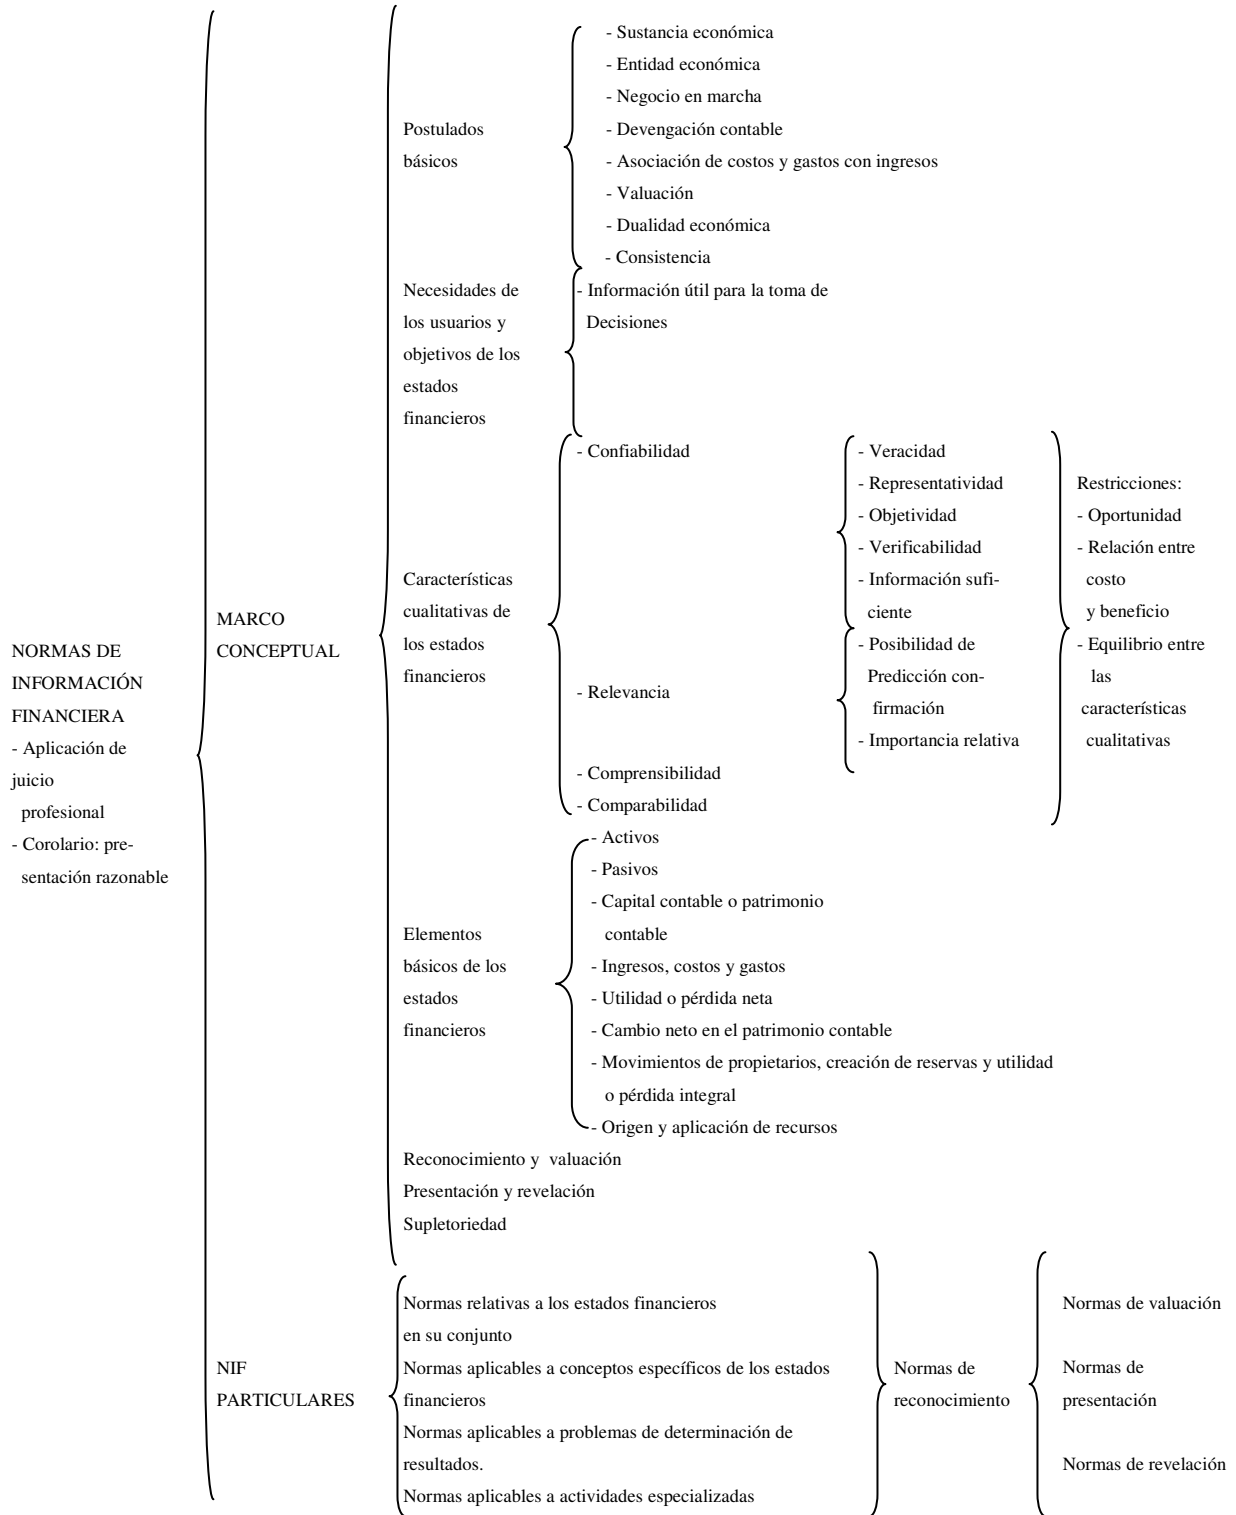 NORMAS DE
INFORMACIÓN
FINANCIERA
- Aplicación de
juicio
profesional
- Corolario: pre-
sentación razonable
MARCO
CONCEPTUAL
Postulados
básicos
- Sustancia económica
- Entidad económica
- Negocio en marcha
- Devengación contable
- Asociación de costos y gastos con ingresos
- Valuación
- Dualidad económica
- Consistencia
Necesidades de
los usuarios y
objetivos de los
estados
financieros
- Información útil para la toma de
Decisiones
Características
cualitativas de
los estados
financieros
- Confiabilidad
- Veracidad
- Representatividad
- Objetividad
- Verificabilidad
- Información sufi-
ciente
- Relevancia
- Posibilidad de
Predicción con-
firmación
- Importancia relativa
- Comprensibilidad
- Comparabilidad
Restricciones:
- Oportunidad
- Relación entre
costo
y beneficio
- Equilibrio entre
las
características
cualitativas
Elementos
básicos de los
estados
financieros
- Activos
- Pasivos
- Capital contable o patrimonio
contable
- Ingresos, costos y gastos
- Utilidad o pérdida neta
- Cambio neto en el patrimonio contable
- Movimientos de propietarios, creación de reservas y utilidad
o pérdida integral
- Origen y aplicación de recursos
Reconocimiento y valuación
Presentación y revelación
Supletoriedad
NIF
PARTICULARES
Normas relativas a los estados financieros
en su conjunto
Normas aplicables a conceptos específicos de los estados
financieros
Normas aplicables a problemas de determinación de
resultados.
Normas aplicables a actividades especializadas
Normas de
reconocimiento
Normas de valuación
Normas de
presentación
Normas de revelación